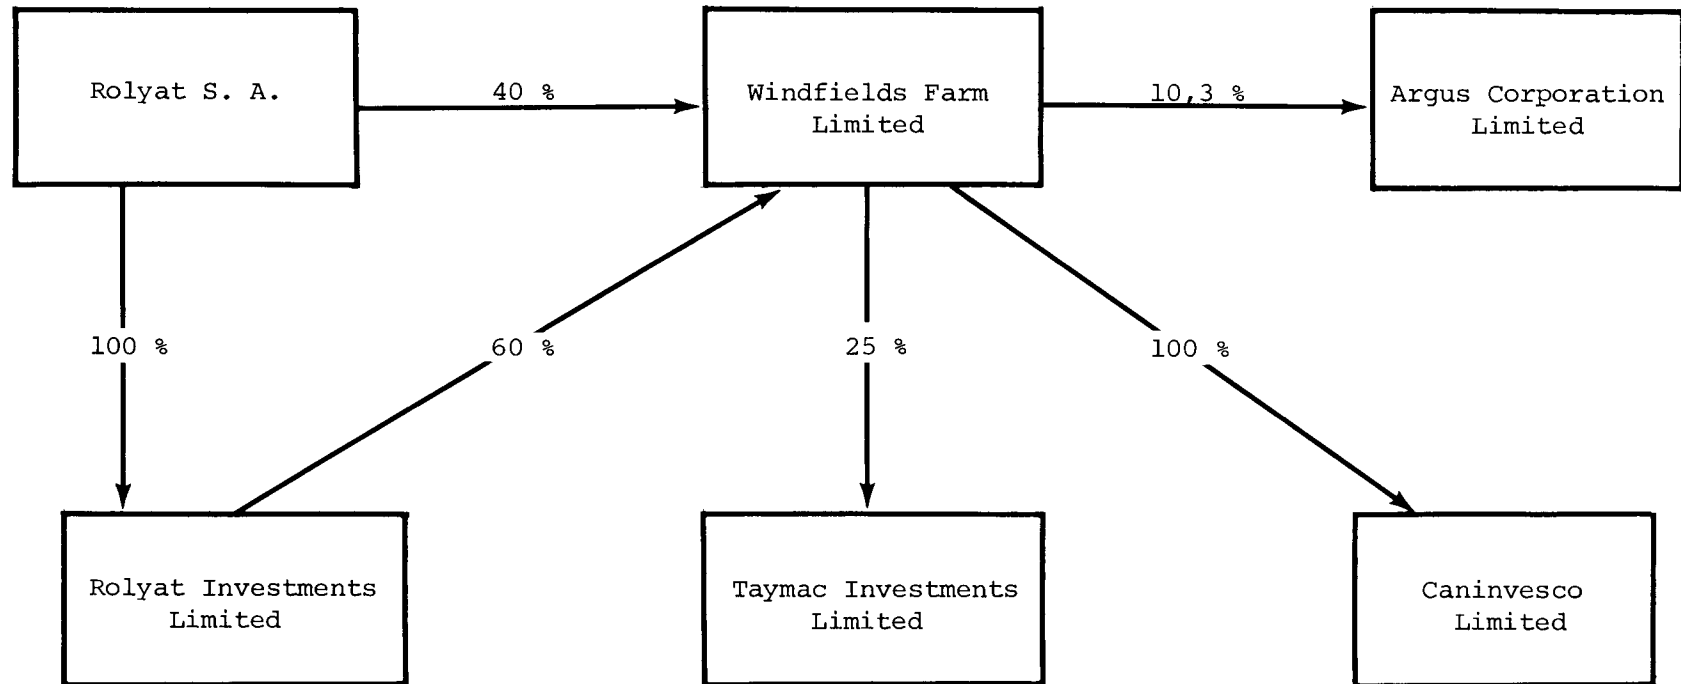 Rolyat S. A.
40 %
Windfields Farm
Limited
10,3 %
Argus Corporation
Limited
100 %
60 %
25 %
100 %
Rolyat Investments
Limited
Taymac Investments
Limited
Caninvesco
Limited